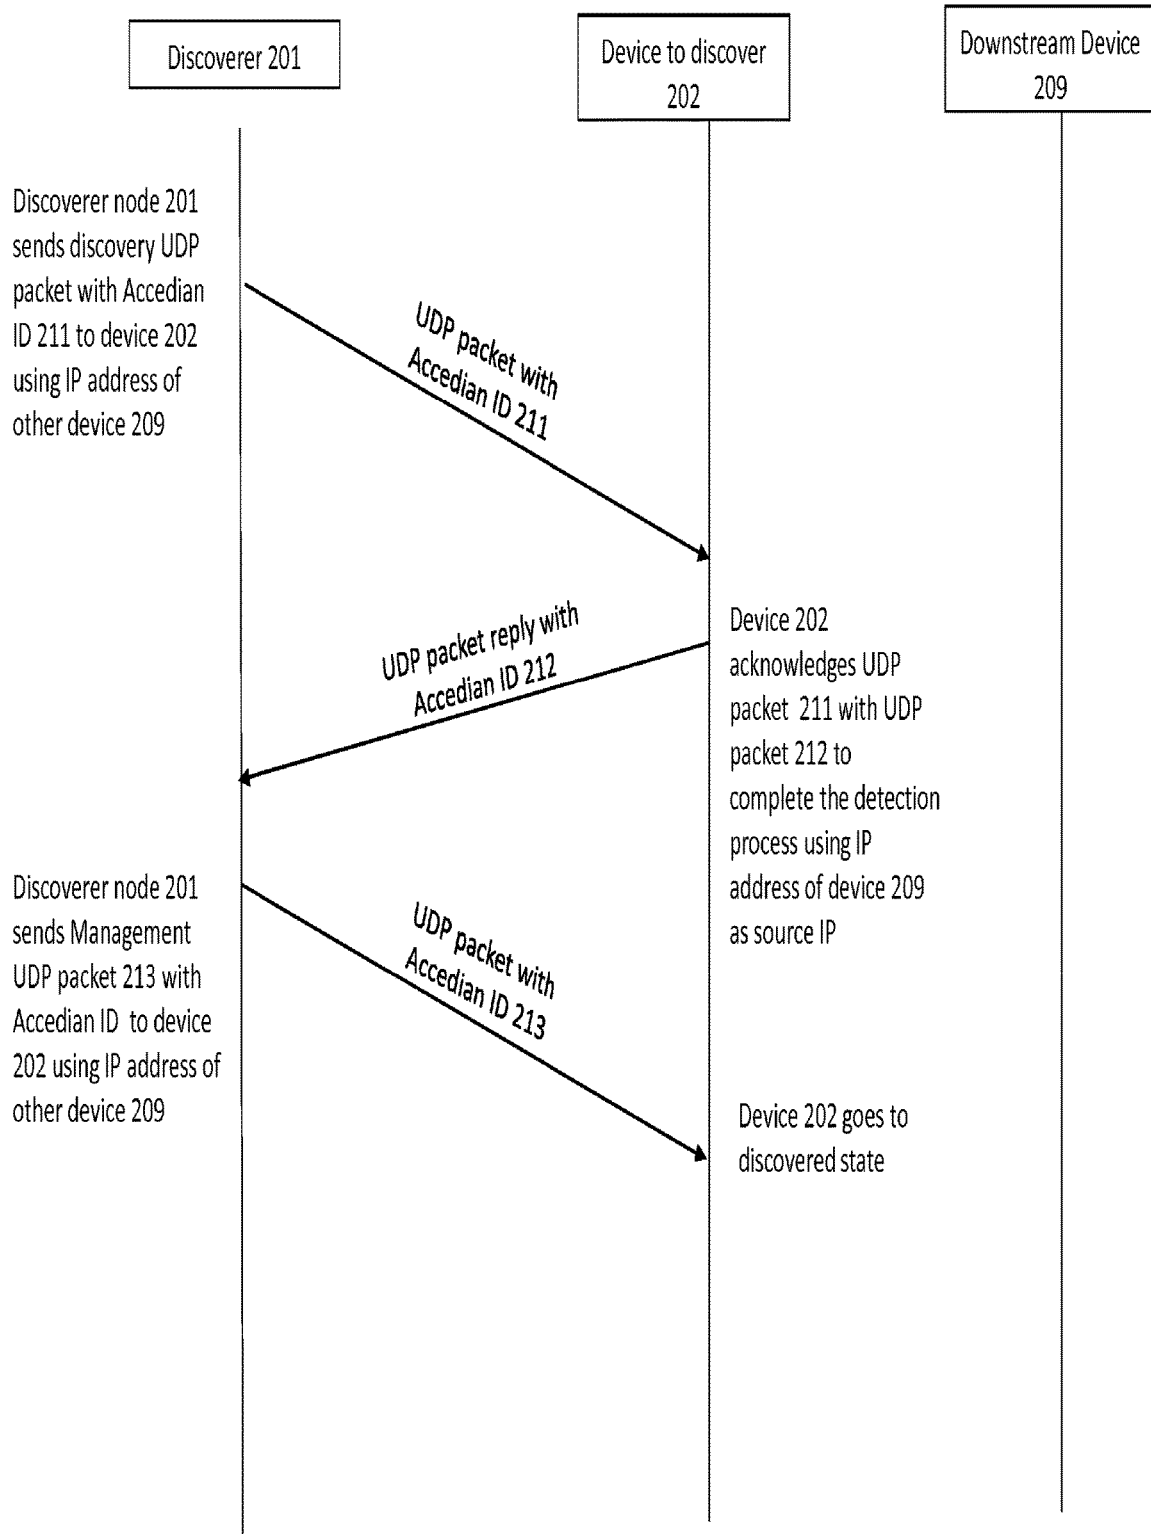 Discoverer 201
Device to discover
202
Downstream Device
209
Discoverer node 201
sends discovery UDP
packet with Accedian
ID 211 to device 202
using IP address of
other device 209
UDP packet with
Accedian ID 211
UDP packet reply with
Accedian ID 212
Device 202
acknowledges UDP
packet 211 with UDP
packet 212 to
complete the detection
process using IP
address of device 209
as source IP
Discoverer node 201
sends Management
UDP packet 213 with
Accedian ID to device
202 using IP address of
other device 209
UDP packet with
Accedian ID 213
Device 202 goes to
discovered state